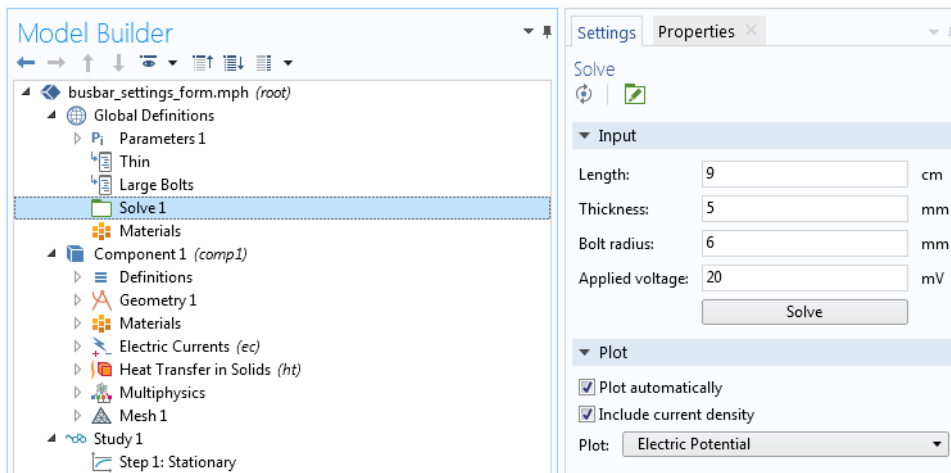 Model Builder
busbar_settings_form.mph (root)
Global Definitions
Pi Parameters 1
Thin
Large Bolts
Solve 1
Materials
Component 1 (comp1)
Definitions
Geometry 1
Materials
Electric Currents (ec)
Heat Transfer in Solids (ht)
Multiphysics
Mesh 1
Study 1
Step 1: Stationary
Settings Properties
Solve
Input
Length: 9 cm
Thickness: 5 mm
Bolt radius: 6 mm
Applied voltage: 20 mV
Solve
Plot
Plot automatically
Include current density
Plot: Electric Potential